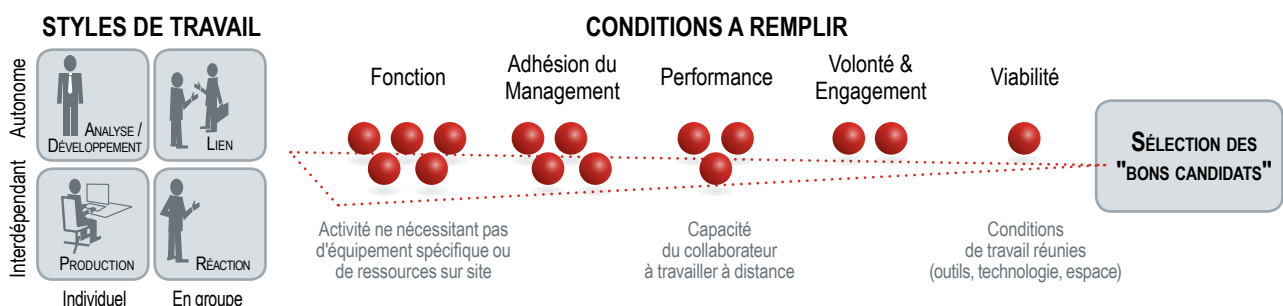 STYLES DE TRAVAIL
Autonome
Interdépendant
ANALYSE /
DÉVELOPPEMENT
LIEN
PRODUCTION
RÉACTION
Individuel
En groupe
CONDITIONS A REMPLIR
Fonction
Adhésion du
Management
Performance
Volonté &
Engagement
Viabilité
Activité ne nécessitant pas
d'équipement spécifique ou
de ressources sur site
Capacité
du collaborateur
à travailler à distance
Conditions
de travail réunies
(outils, technologie, espace)
SÉLECTION DES
"BONS CANDIDATS"